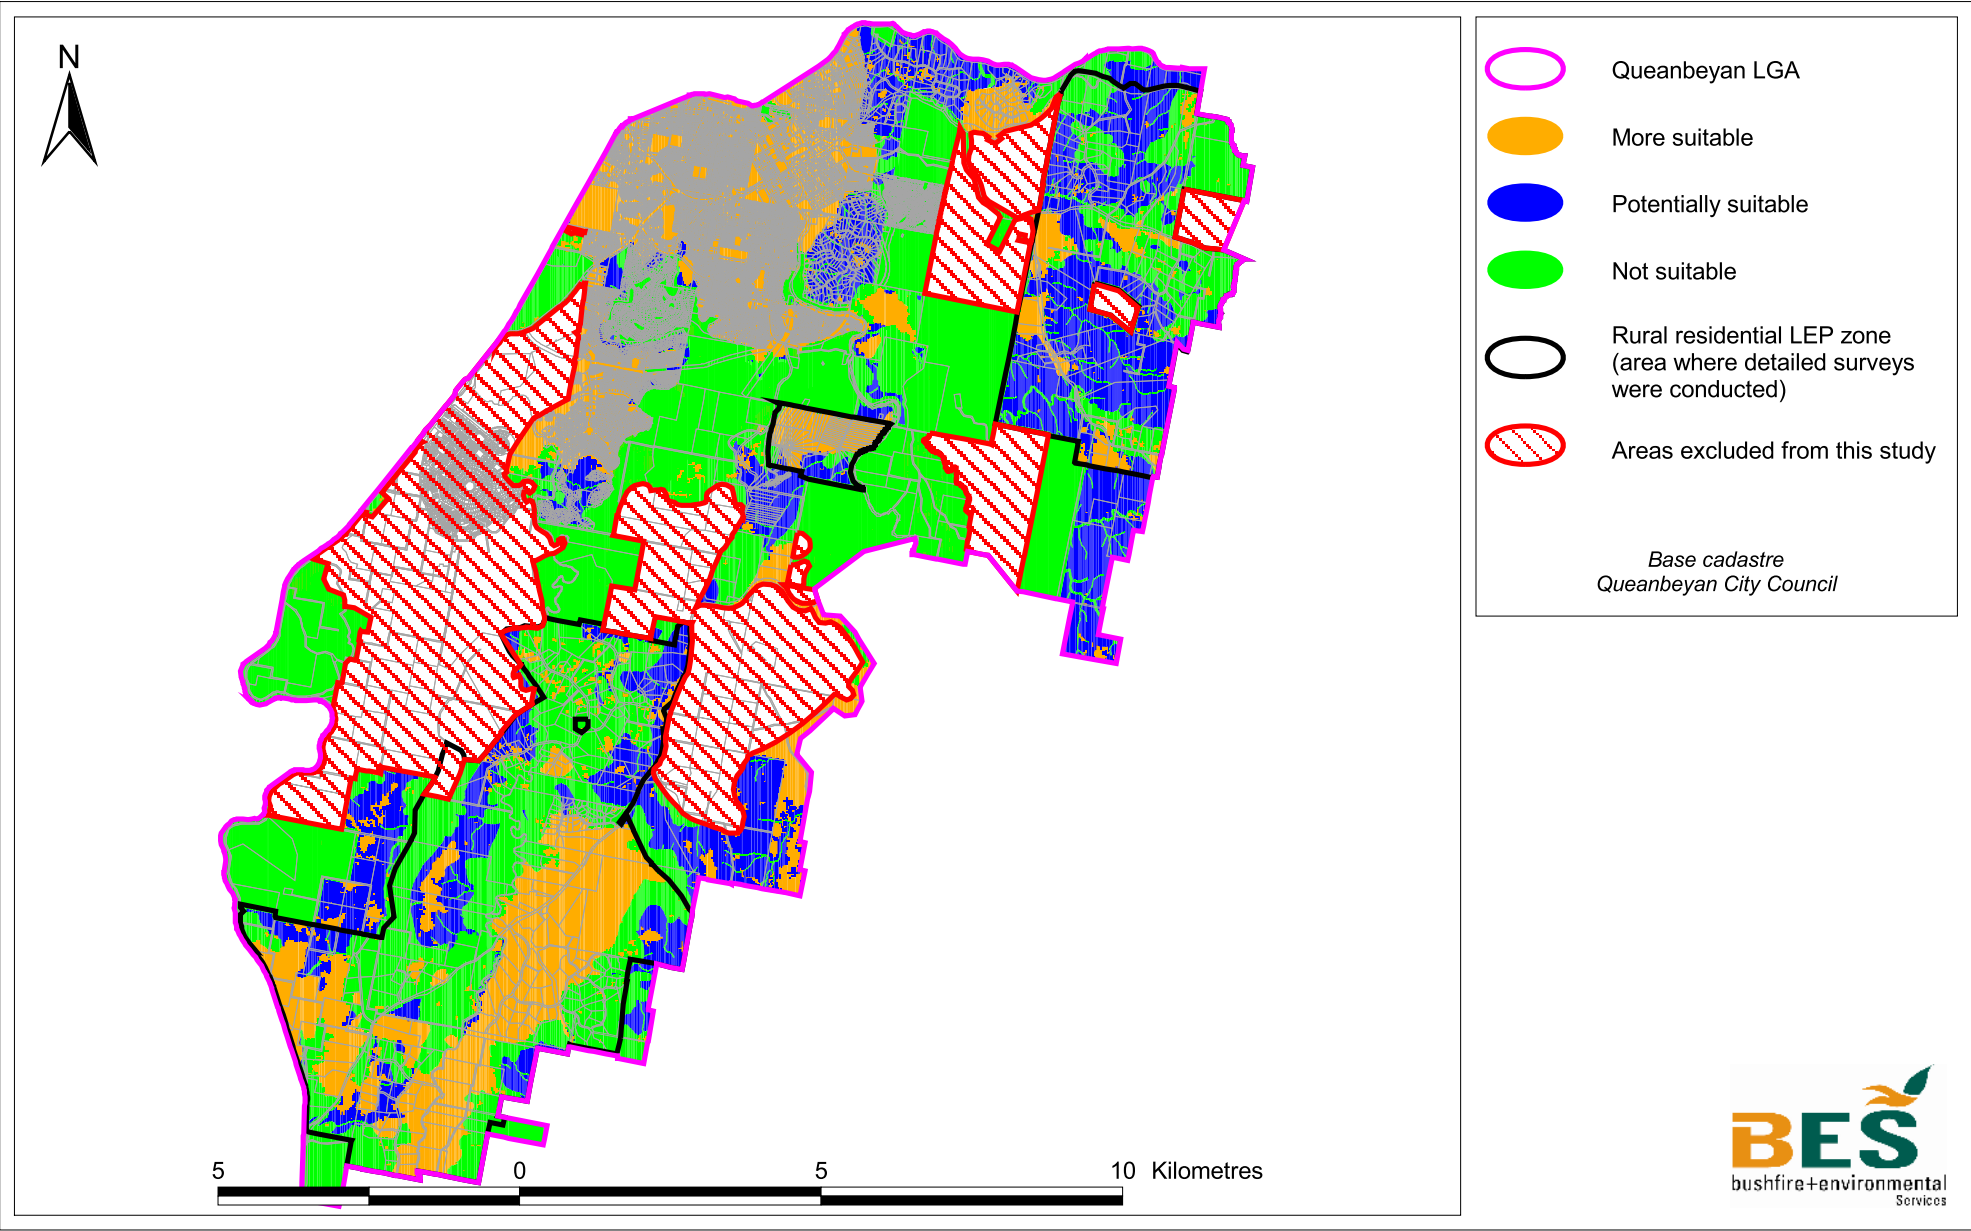 N
Queanbeyan LGA
More suitable
Potentially suitable
Not suitable
Rural residential LEP zone
(area where detailed surveys
were conducted)
Areas excluded from this study
Base cadastre
Queanbeyan City Council
5 0 5 10 Kilometres
BES
bushfire+environmental
Services